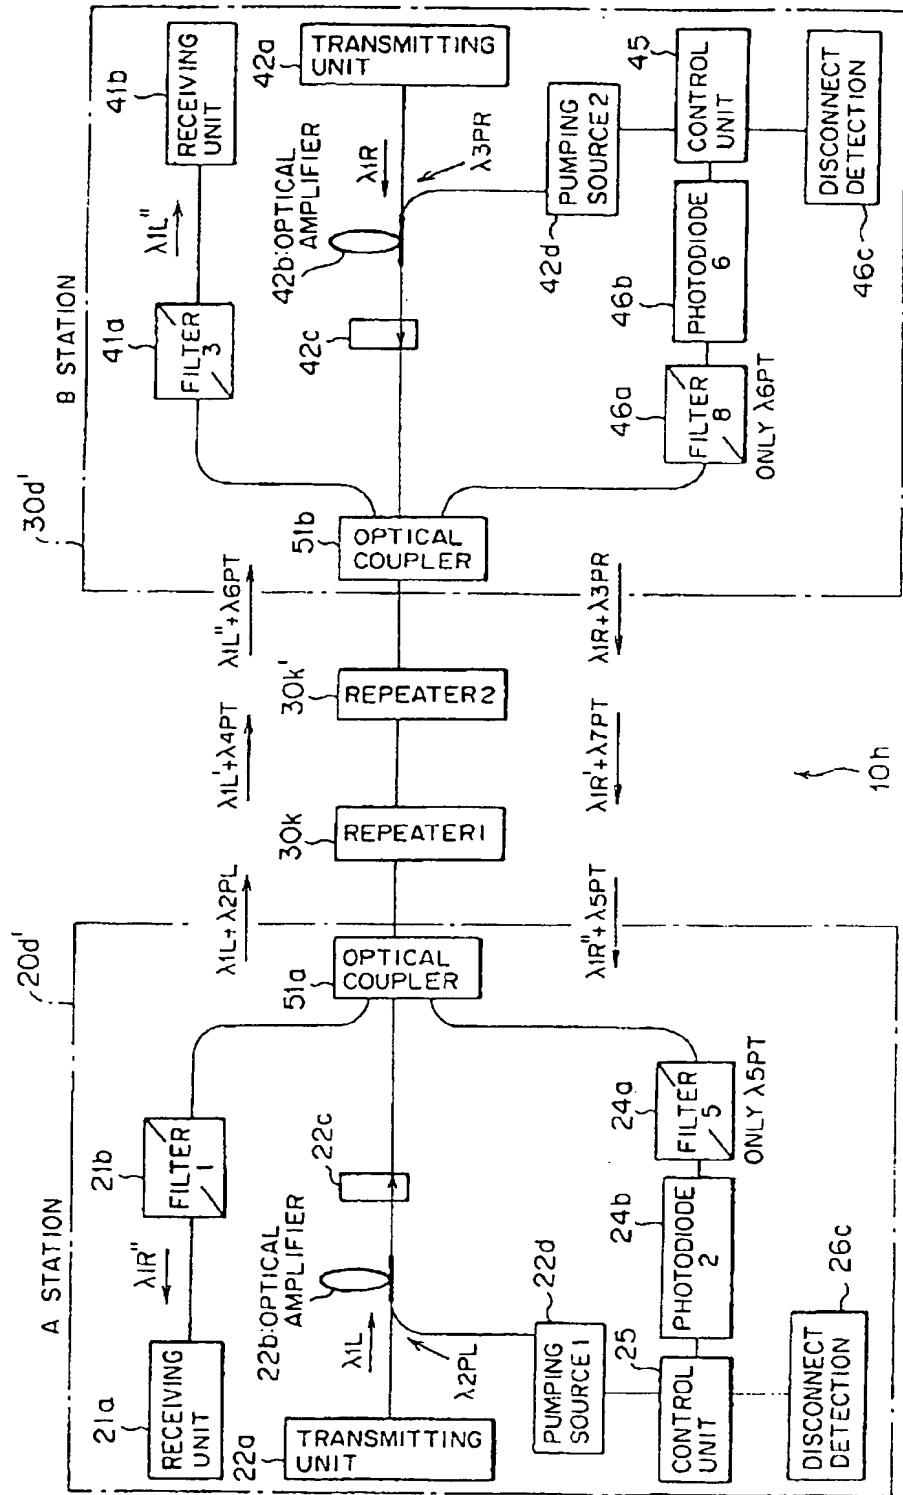 A STATION
20d'
21a
RECEIVING
UNIT
λ1R"
21b
FILTER
1
22a
TRANSMITTING
UNIT
22b:OPTICAL
AMPLIFIER
λ1L
λ2PL
22c
22d
PUMPING
SOURCE 1
25
CONTROL
UNIT
24b
PHOTODIODE
2
24a
FILTER
5
ONLY λ5PT
26c
DISCONNECT
DETECTION
51a
OPTICAL
COUPLER
λ1L+λ2PL
λ1R"+λ5PT
30k
REPEATER1
λ1L'+λ4PT
λ1R'+λ7PT
30k'
REPEATER2
λ1L"+λ6PT
λ1R+λ3PR
10h
B STATION
30d'
51b
OPTICAL
COUPLER
41a
FILTER
3
λ1L"
41b
RECEIVING
UNIT
42c
42b:OPTICAL
AMPLIFIER
λ1R
λ3PR
42a
TRANSMITTING
UNIT
42d
PUMPING
SOURCE 2
46a
FILTER
8
ONLY λ6PT
46b
PHOTODIODE
6
45
CONTROL
UNIT
46c
DISCONNECT
DETECTION